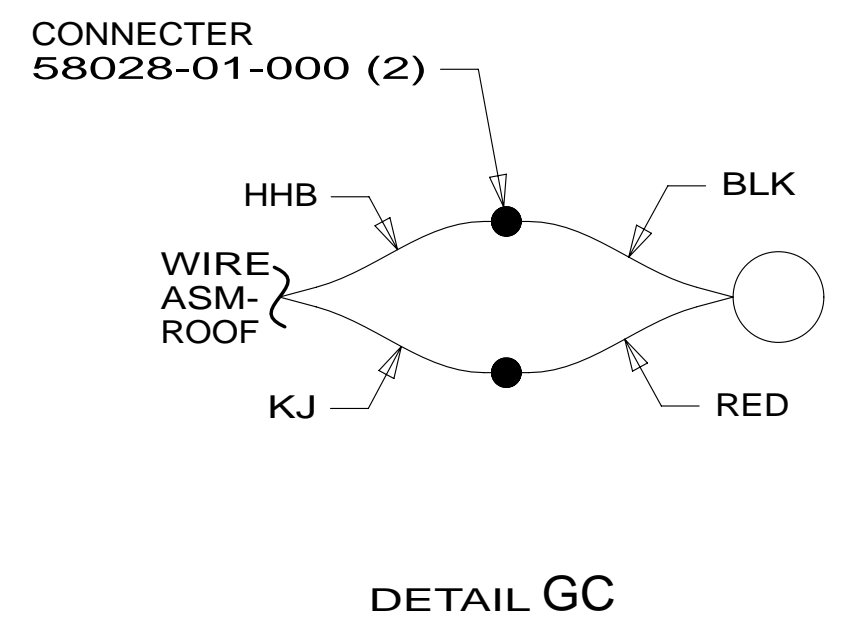 CONNECTER
58028-01-000 (2)
HHB
BLK
WIRE
ASM-
ROOF
KJ
RED
DETAIL GC